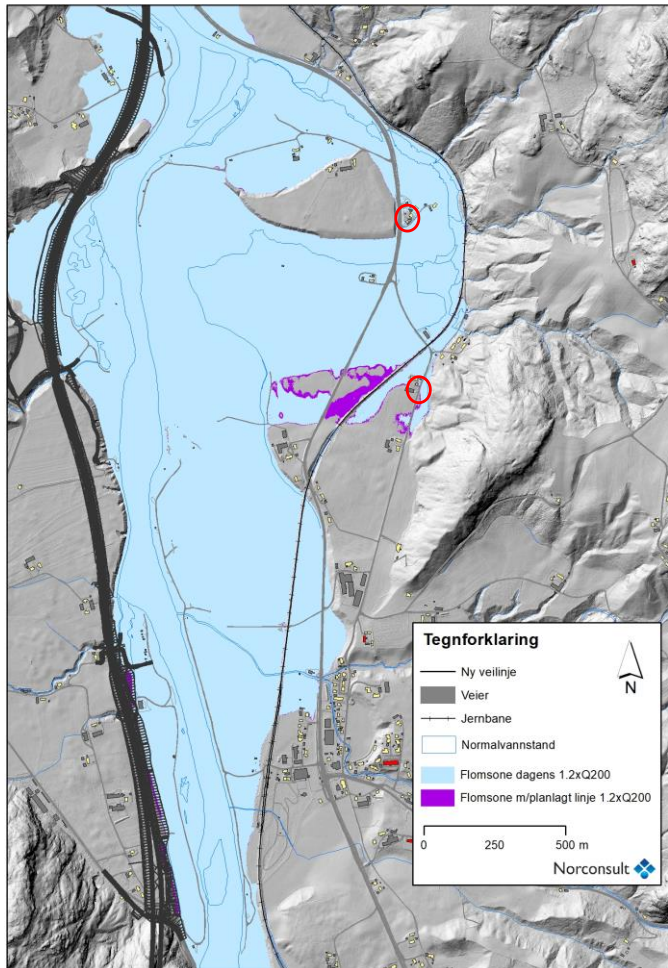 Tegnforklaring
N
Ny veilinje
Veier
Jernbane
Normalvannstand
Flomsone dagens 1.2xQ200
Flomsone m/planlagt linje 1.2xQ200
0 250 500 m
Norconsult